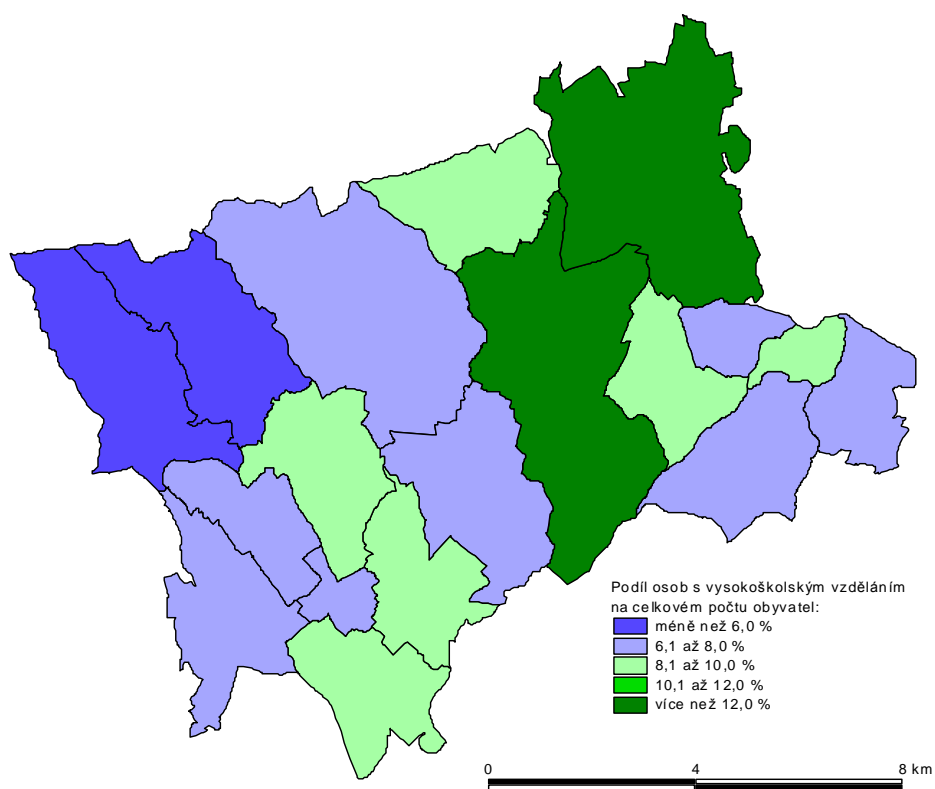 Podíl osob s vysokoškolským vzděláním
na celkovém počtu obyvatel:
méně než 6,0 %
6,1 až 8,0 %
8,1 až 10,0 %
10,1 až 12,0 %
více než 12,0 %
0 4 8 km